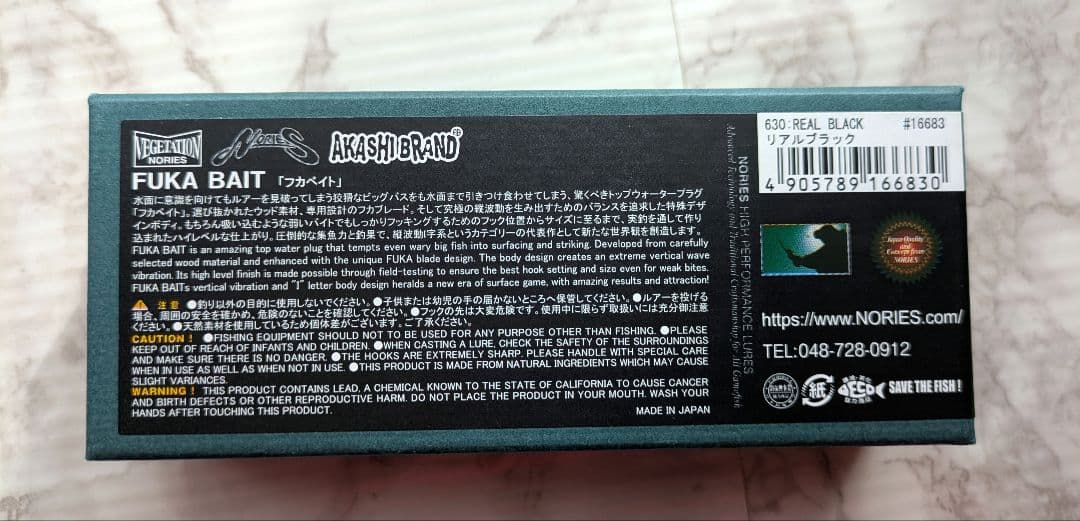 VEGETATION
NORIES
NORIES
AKASHI BRAND
FUKA BAIT 「フカベイト」
水面に意識を向けてもルアーを見破ってしまう狡猾なビッグバスをも水面まで引きつけ食わせてしまう、驚くべきトップウォータープラグ
「フカベイト」。選び抜かれたウッド素材、専用設計のフカブレード。そして究極の縦波動を生み出すためのバランスを追求した特殊デザ
インボディ。もちろん吸い込むような弱いバイトでもしっかりフッキングするためのフック位置からサイズに至るまで、実釣を通して作り
込まれたハイレベルな仕上がり。圧倒的な集魚力と釣果で、縦波動I字系というカテゴリーの代表作として新たな世界観を創造します。
FUKA BAIT is an amazing top water plug that tempts even wary big fish into surfacing and striking. Developed from carefully
selected wood material and enhanced with the unique FUKA blade design. The body design creates an extreme vertical wave
vibration. Its high level finish is made possible through field-testing to ensure the best hook setting and size even for weak bites.
FUKA BAITs vertical vibration and "I" letter body design heralds a new era of surface game, with amazing results and attraction!
注意 ●釣り以外の目的に使用しないでください。●子供または幼児の手の届かないところへ保管してください。●ルアーを投げる
場合、周囲の安全を確かめ、危険のないことを確認してください。●フックの先は大変危険です。使用中に限らず取扱いには充分御注意
ください。●天然素材を使用しているため個体差がございます。ご了承ください。
CAUTION! ●FISHING EQUIPMENT SHOULD NOT TO BE USED FOR ANY PURPOSE OTHER THAN FISHING. ●PLEASE
KEEP OUT OF REACH OF INFANTS AND CHILDREN. ●WHEN CASTING A LURE, CHECK THE SAFETY OF THE SURROUNDINGS
AND MAKE SURE THERE IS NO DANGER. ●THE HOOKS ARE EXTREMELY SHARP. PLEASE HANDLE WITH SPECIAL CARE
WHEN IN USE AS WELL AS WHEN NOT IN USE. ●THIS PRODUCT IS MADE FROM NATURAL INGREDIENTS WHICH MAY CAUSE
SLIGHT VARIANCES.
WARNING! THIS PRODUCT CONTAINS LEAD, A CHEMICAL KNOWN TO THE STATE OF CALIFORNIA TO CAUSE CANCER
AND BIRTH DEFECTS OR OTHER REPRODUCTIVE HARM. DO NOT PLACE THE PRODUCT IN YOUR MOUTH. WASH YOUR
HANDS AFTER TOUCHING THIS PRODUCT.
MADE IN JAPAN
NORIES HIGH PERFORMANCE LURES
Advanced Technology and Traditional Craftsmanship for All Gamefish
630:REAL BLACK #16683
リアルブラック
4 905789 166830
Japan Quality
and
Concepts from
NORIES
https://www.NORIES.com/
TEL:048-728-0912
紙
ECO
SAVE THE FISH!